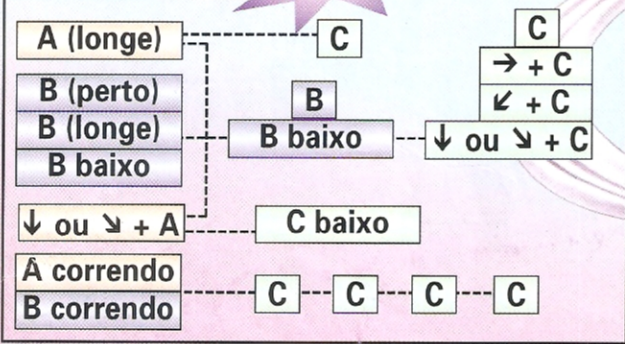 A (longe)
C
C
→ + C
↙ + C
↓ ou ↘ + C
B (perto)
B (longe)
B baixo
B
B baixo
↓ ou ↘ + A
C baixo
A correndo
B correndo
C
C
C
C